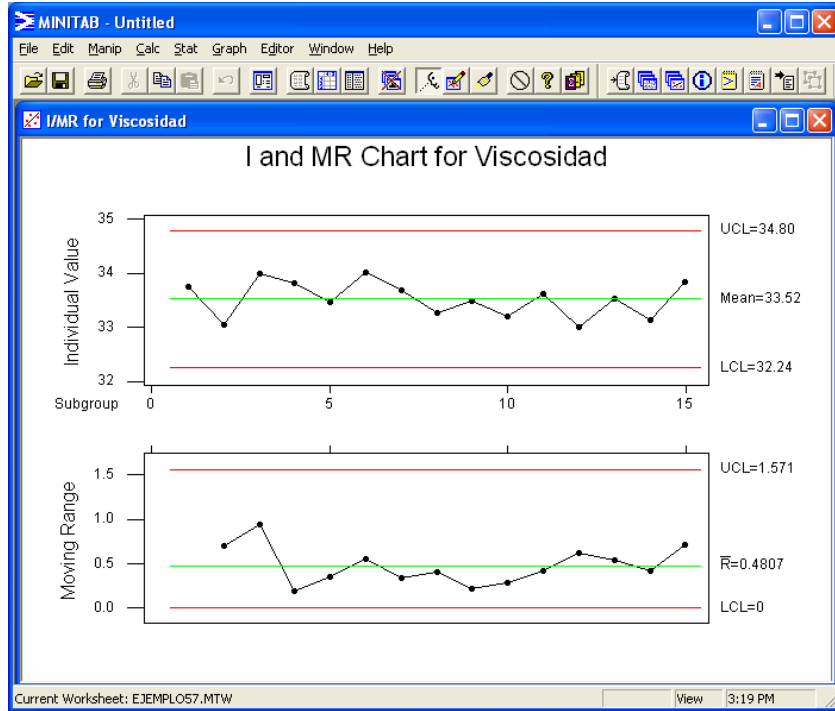 MINITAB - Untitled
File Edit Manip Calc Stat Graph Editor Window Help
I/MR for Viscosidad
I and MR Chart for Viscosidad
35
34
33
32
Individual Value
UCL=34.80
Mean=33.52
LCL=32.24
Subgroup 0 5 10 15
1.5
1.0
0.5
0.0
Moving Range
UCL=1.571
R̅=0.4807
LCL=0
Current Worksheet: EJEMPLO57.MTW View 3:19 PM